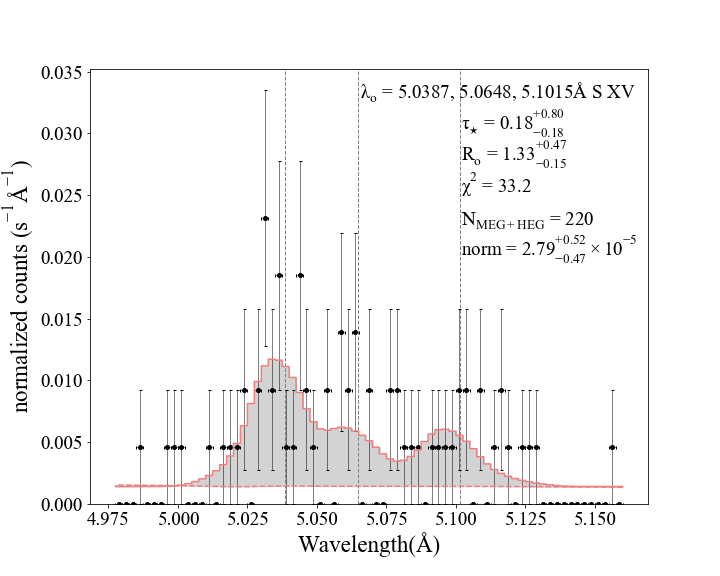 λo = 5.0387, 5.0648, 5.1015Å S XV
τ⋆ = 0.18 +0.80 −0.18
Ro = 1.33 +0.47 −0.15
χ² = 33.2
NMEG+HEG = 220
norm = 2.79 +0.52 −0.47 × 10⁻⁵
normalized counts (s⁻¹ Å⁻¹)
0.035
0.030
0.025
0.020
0.015
0.010
0.005
0.000
4.975 5.000 5.025 5.050 5.075 5.100 5.125 5.150
Wavelength(Å)